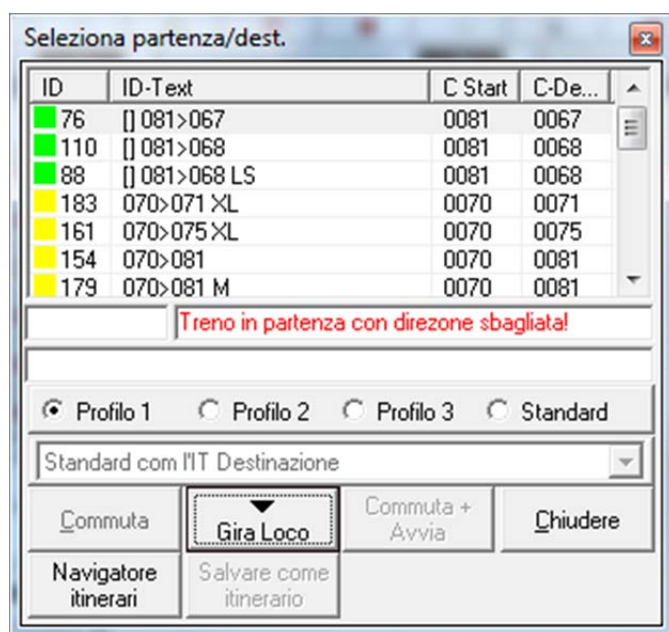 Seleziona partenza/dest.
ID ID-Text C Start C-De...
76 [] 081>067 0081 0067
110 [] 081>068 0081 0068
88 [] 081>068 LS 0081 0068
183 070>071 XL 0070 0071
161 070>075 XL 0070 0075
154 070>081 0070 0081
179 070>081 M 0070 0081
Treno in partenza con direzone sbagliata!
Profilo 1 Profilo 2 Profilo 3 Standard
Standard com l'IT Destinazione
Commuta Gira Loco Commuta + Avvia Chiudere
Navigatore itinerari Salvare come itinerario